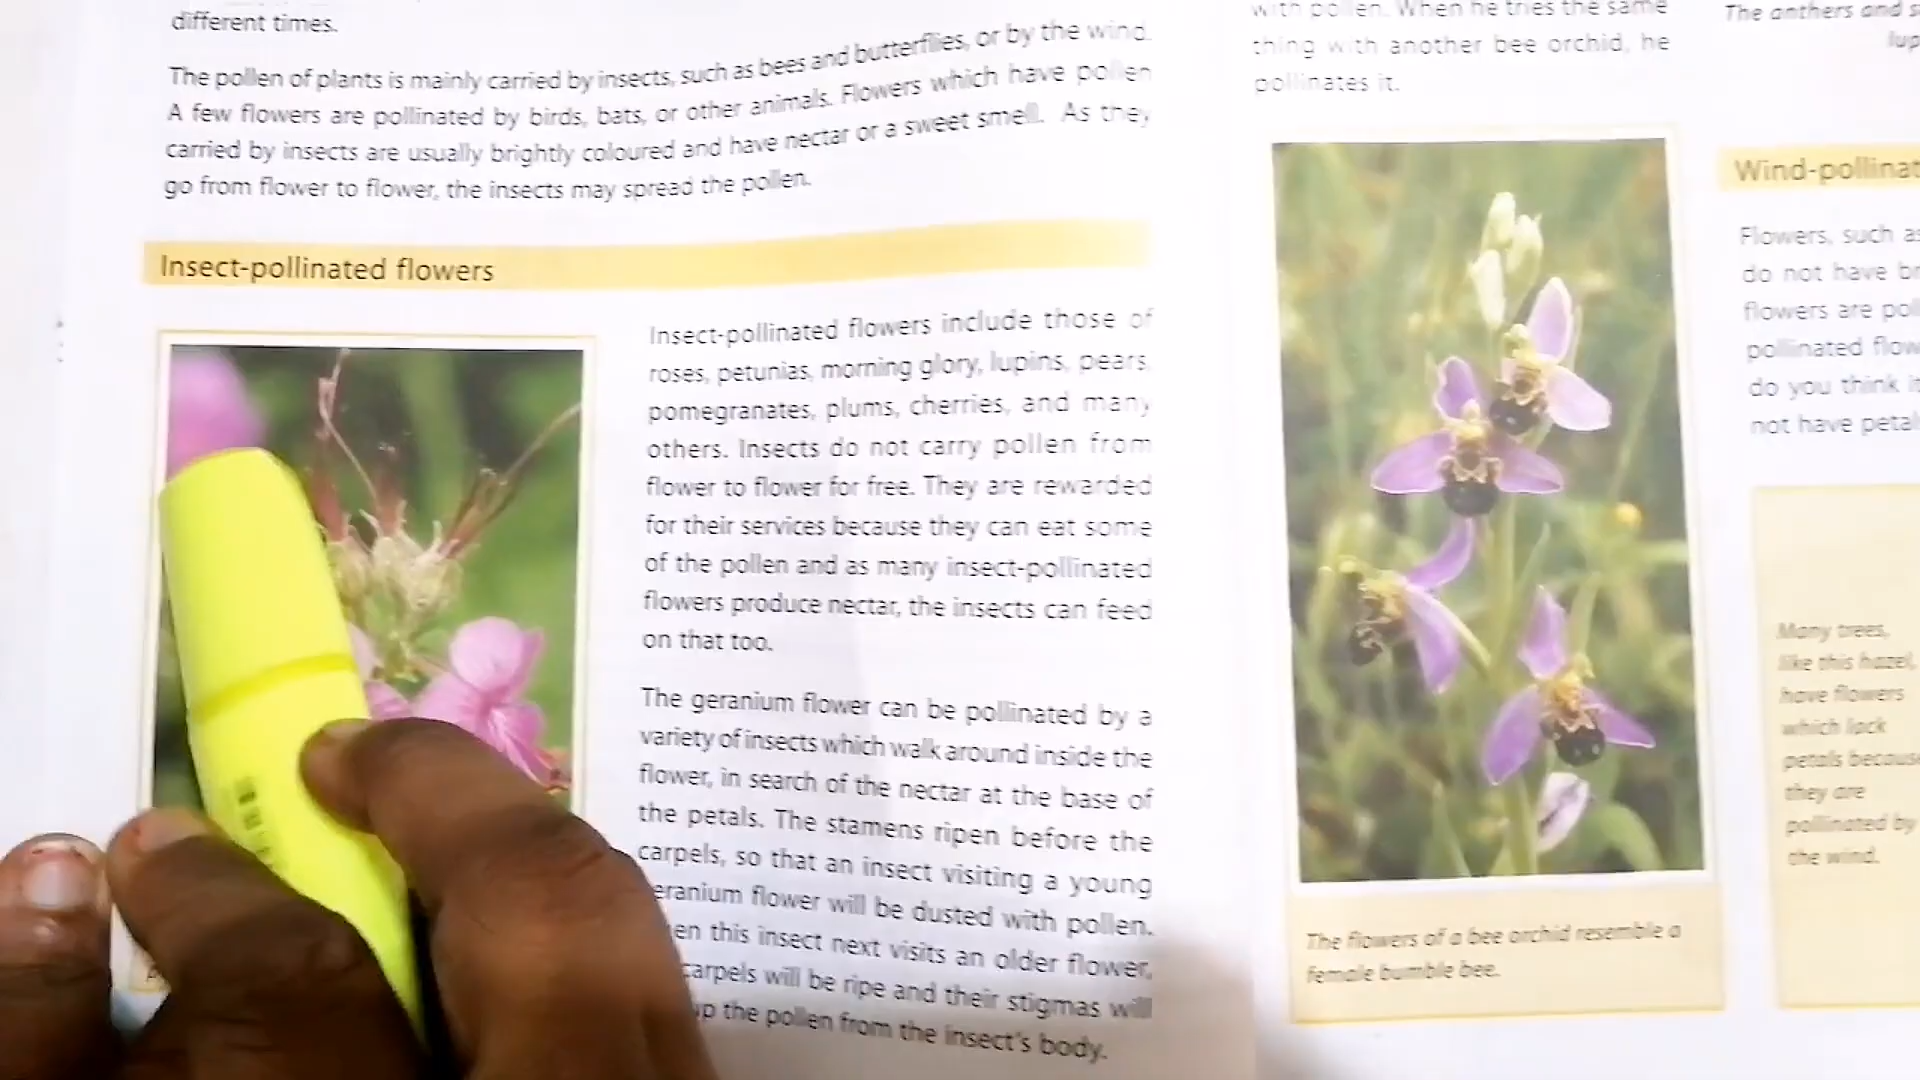 different times.
The pollen of plants is mainly carried by insects, such as bees and butterflies, or by the wind.
A few flowers are pollinated by birds, bats, or other animals. Flowers which have pollen
carried by insects are usually brightly coloured and have nectar or a sweet smell. As they
go from flower to flower, the insects may spread the pollen.
Insect-pollinated flowers
Insect-pollinated flowers include those of
roses, petunias, morning glory, lupins, pears,
pomegranates, plums, cherries, and many
others. Insects do not carry pollen from
flower to flower for free. They are rewarded
for their services because they can eat some
of the pollen and as many insect-pollinated
flowers produce nectar, the insects can feed
on that too.
The geranium flower can be pollinated by a
variety of insects which walk around inside the
flower, in search of the nectar at the base of
the petals. The stamens ripen before the
carpels, so that an insect visiting a young
eranium flower will be dusted with pollen.
en this insect next visits an older flower,
carpels will be ripe and their stigmas will
up the pollen from the insect's body.
with pollen. When he tries the same
thing with another bee orchid, he
pollinates it.
The flowers of a bee orchid resemble a
female bumble bee.
The anthers and s
lup
Wind-pollinat
Flowers, such as
do not have br
flowers are poll
pollinated flow
do you think it
not have petal
Many trees,
like this hazel,
have flowers
which lack
petals because
they are
pollinated by
the wind.